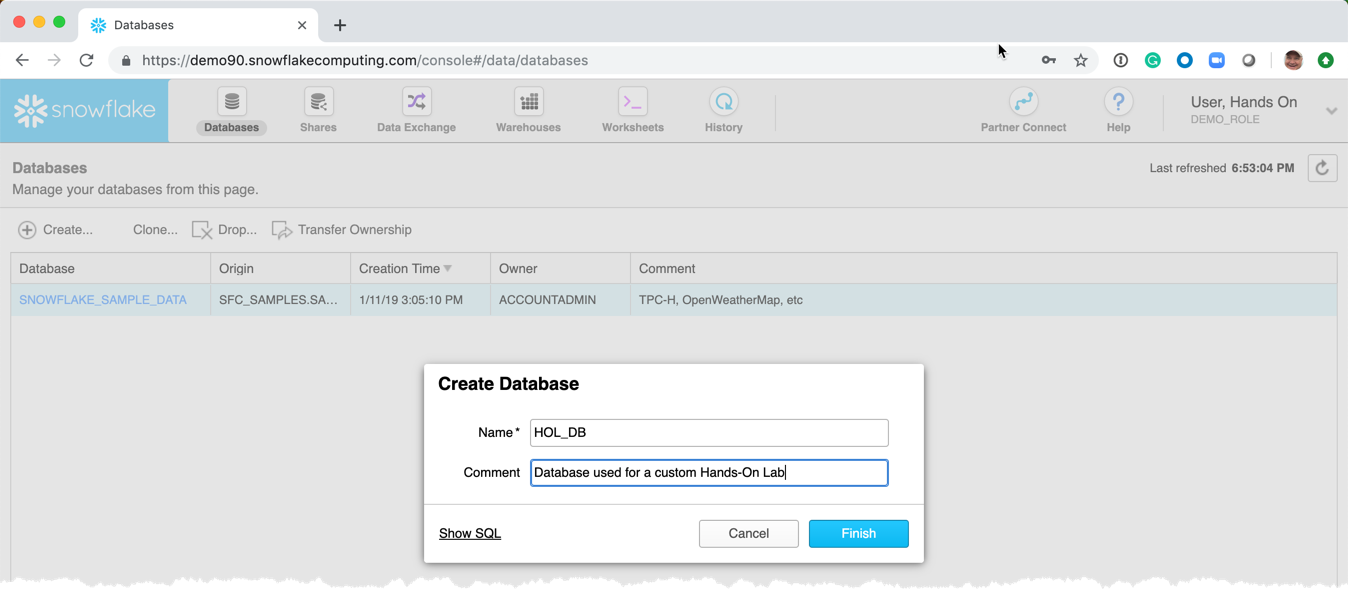 Databases
https://demo90.snowflakecomputing.com/console#/data/databases
snowflake
Databases
Shares
Data Exchange
Warehouses
Worksheets
History
Partner Connect
Help
User, Hands On
DEMO_ROLE
Databases
Manage your databases from this page.
Last refreshed 6:53:04 PM
Create... Clone... Drop... Transfer Ownership
Database Origin Creation Time Owner Comment
SNOWFLAKE_SAMPLE_DATA SFC_SAMPLES.SA... 1/11/19 3:05:10 PM ACCOUNTADMIN TPC-H, OpenWeatherMap, etc
Create Database
Name* HOL_DB
Comment Database used for a custom Hands-On Lab
Show SQL Cancel Finish